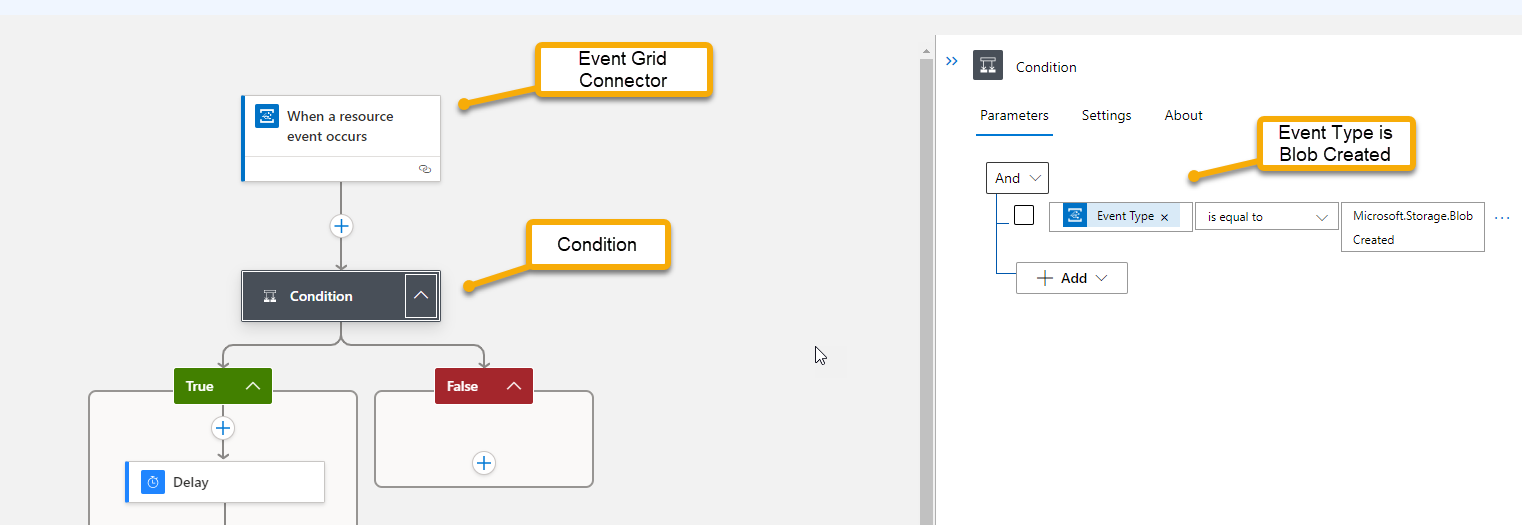 Event Grid
Connector
When a resource
event occurs
Condition
Condition
True
False
Delay
Condition
Parameters
Settings
About
Event Type is
Blob Created
And
Event Type ×
is equal to
Microsoft.Storage.Blob
Created
...
+ Add